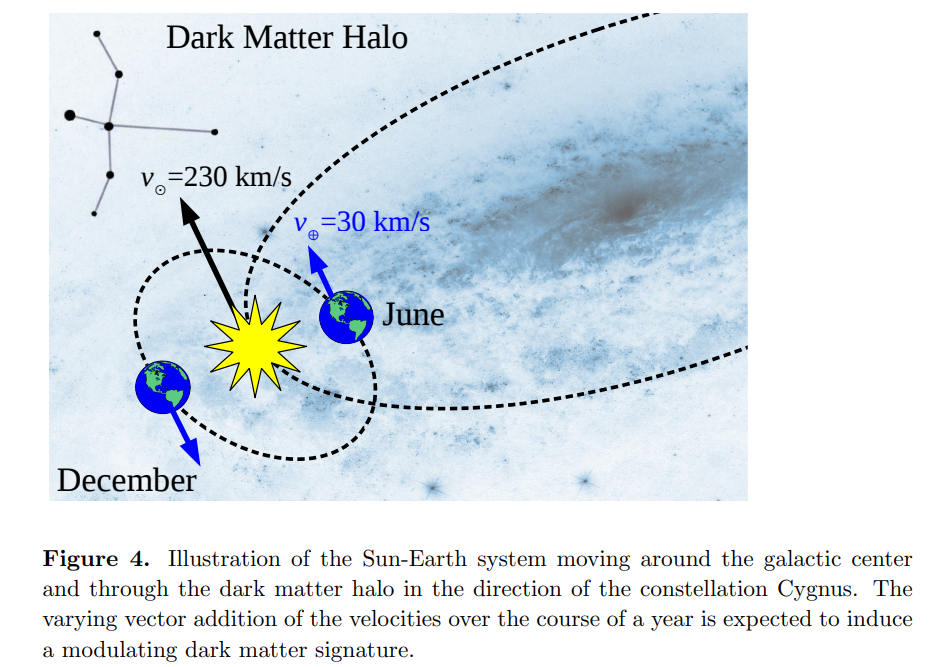 Dark Matter Halo
v☉=230 km/s
v⊕=30 km/s
June
December
Figure 4. Illustration of the Sun-Earth system moving around the galactic center
and through the dark matter halo in the direction of the constellation Cygnus. The
varying vector addition of the velocities over the course of a year is expected to induce
a modulating dark matter signature.